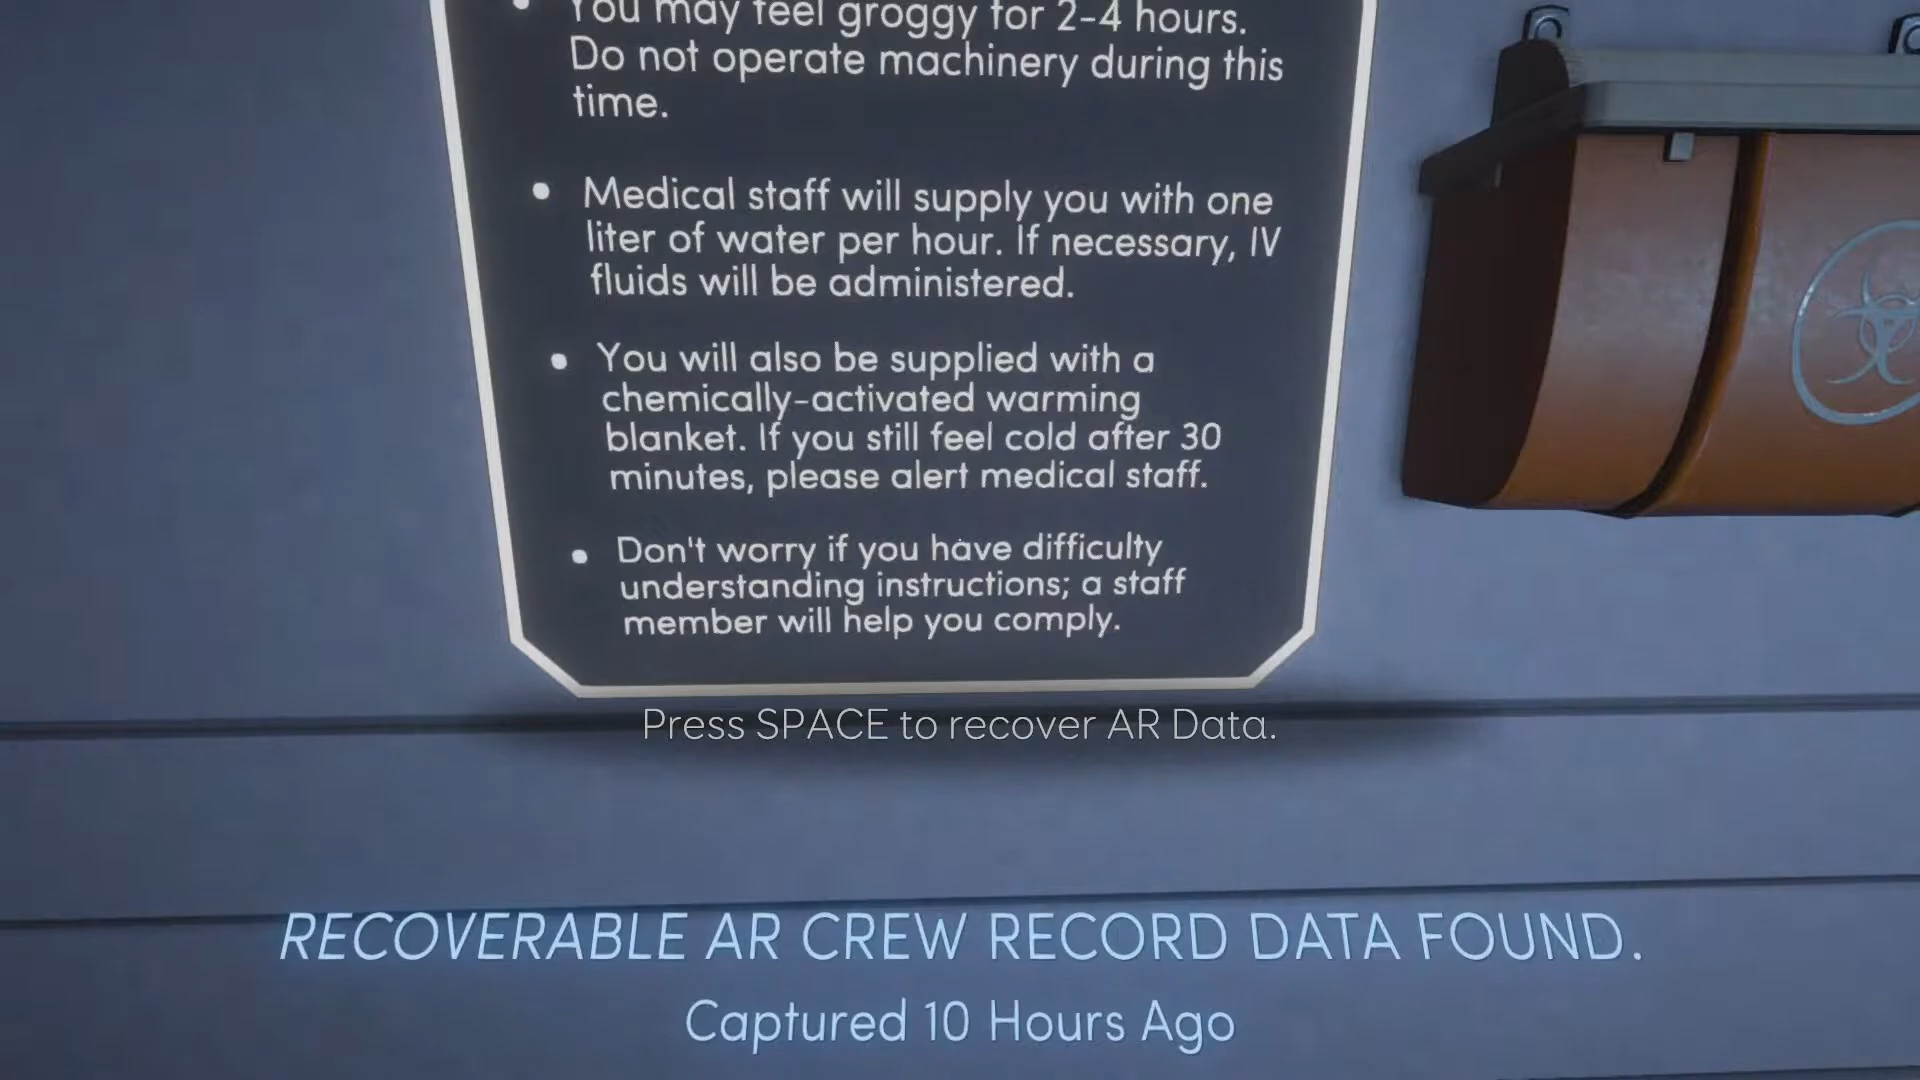 You may feel groggy for 2-4 hours.
Do not operate machinery during this
time.
Medical staff will supply you with one
liter of water per hour. If necessary, IV
fluids will be administered.
You will also be supplied with a
chemically-activated warming
blanket. If you still feel cold after 30
minutes, please alert medical staff.
Don't worry if you have difficulty
understanding instructions; a staff
member will help you comply.
Press SPACE to recover AR Data.
RECOVERABLE AR CREW RECORD DATA FOUND.
Captured 10 Hours Ago